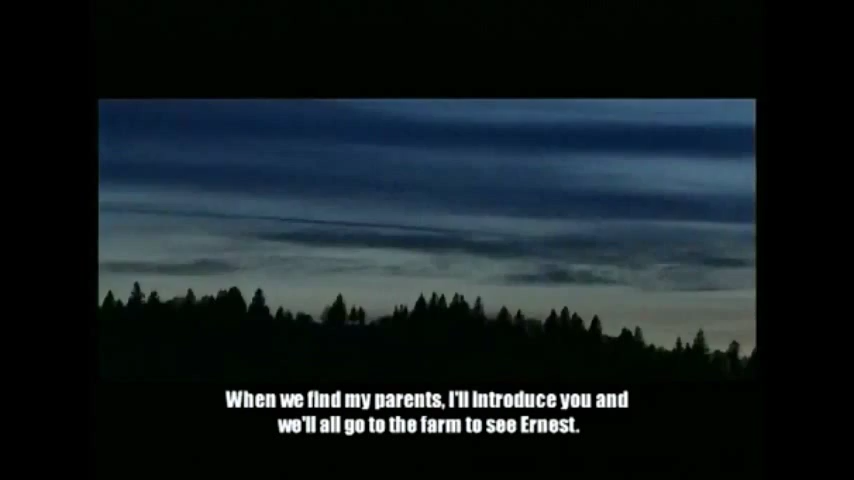 When we find my parents, I'll introduce you and
we'll all go to the farm to see Ernest.